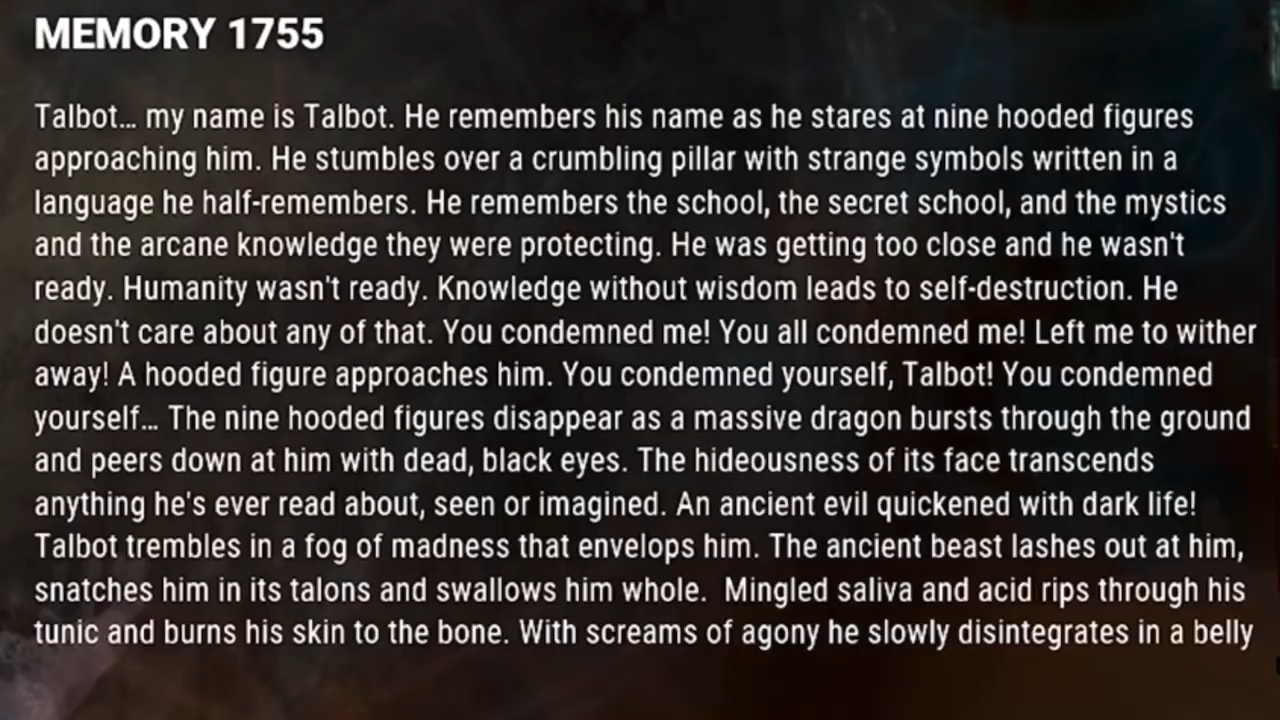 MEMORY 1755
Talbot... my name is Talbot. He remembers his name as he stares at nine hooded figures
approaching him. He stumbles over a crumbling pillar with strange symbols written in a
language he half-remembers. He remembers the school, the secret school, and the mystics
and the arcane knowledge they were protecting. He was getting too close and he wasn't
ready. Humanity wasn't ready. Knowledge without wisdom leads to self-destruction. He
doesn't care about any of that. You condemned me! You all condemned me! Left me to wither
away! A hooded figure approaches him. You condemned yourself, Talbot! You condemned
yourself... The nine hooded figures disappear as a massive dragon bursts through the ground
and peers down at him with dead, black eyes. The hideousness of its face transcends
anything he's ever read about, seen or imagined. An ancient evil quickened with dark life!
Talbot trembles in a fog of madness that envelops him. The ancient beast lashes out at him,
snatches him in its talons and swallows him whole.  Mingled saliva and acid rips through his
tunic and burns his skin to the bone. With screams of agony he slowly disintegrates in a belly